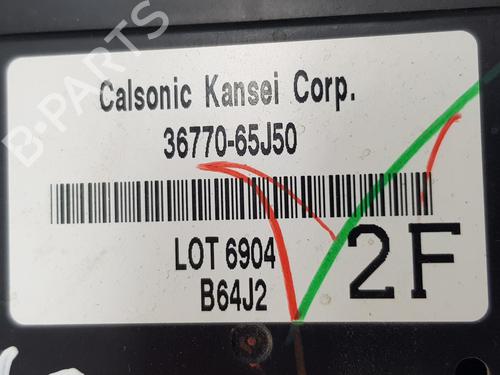 Calsonic Kansei Corp.
36770-65J50
LOT 6904
B64J2
2F
B-PARTS